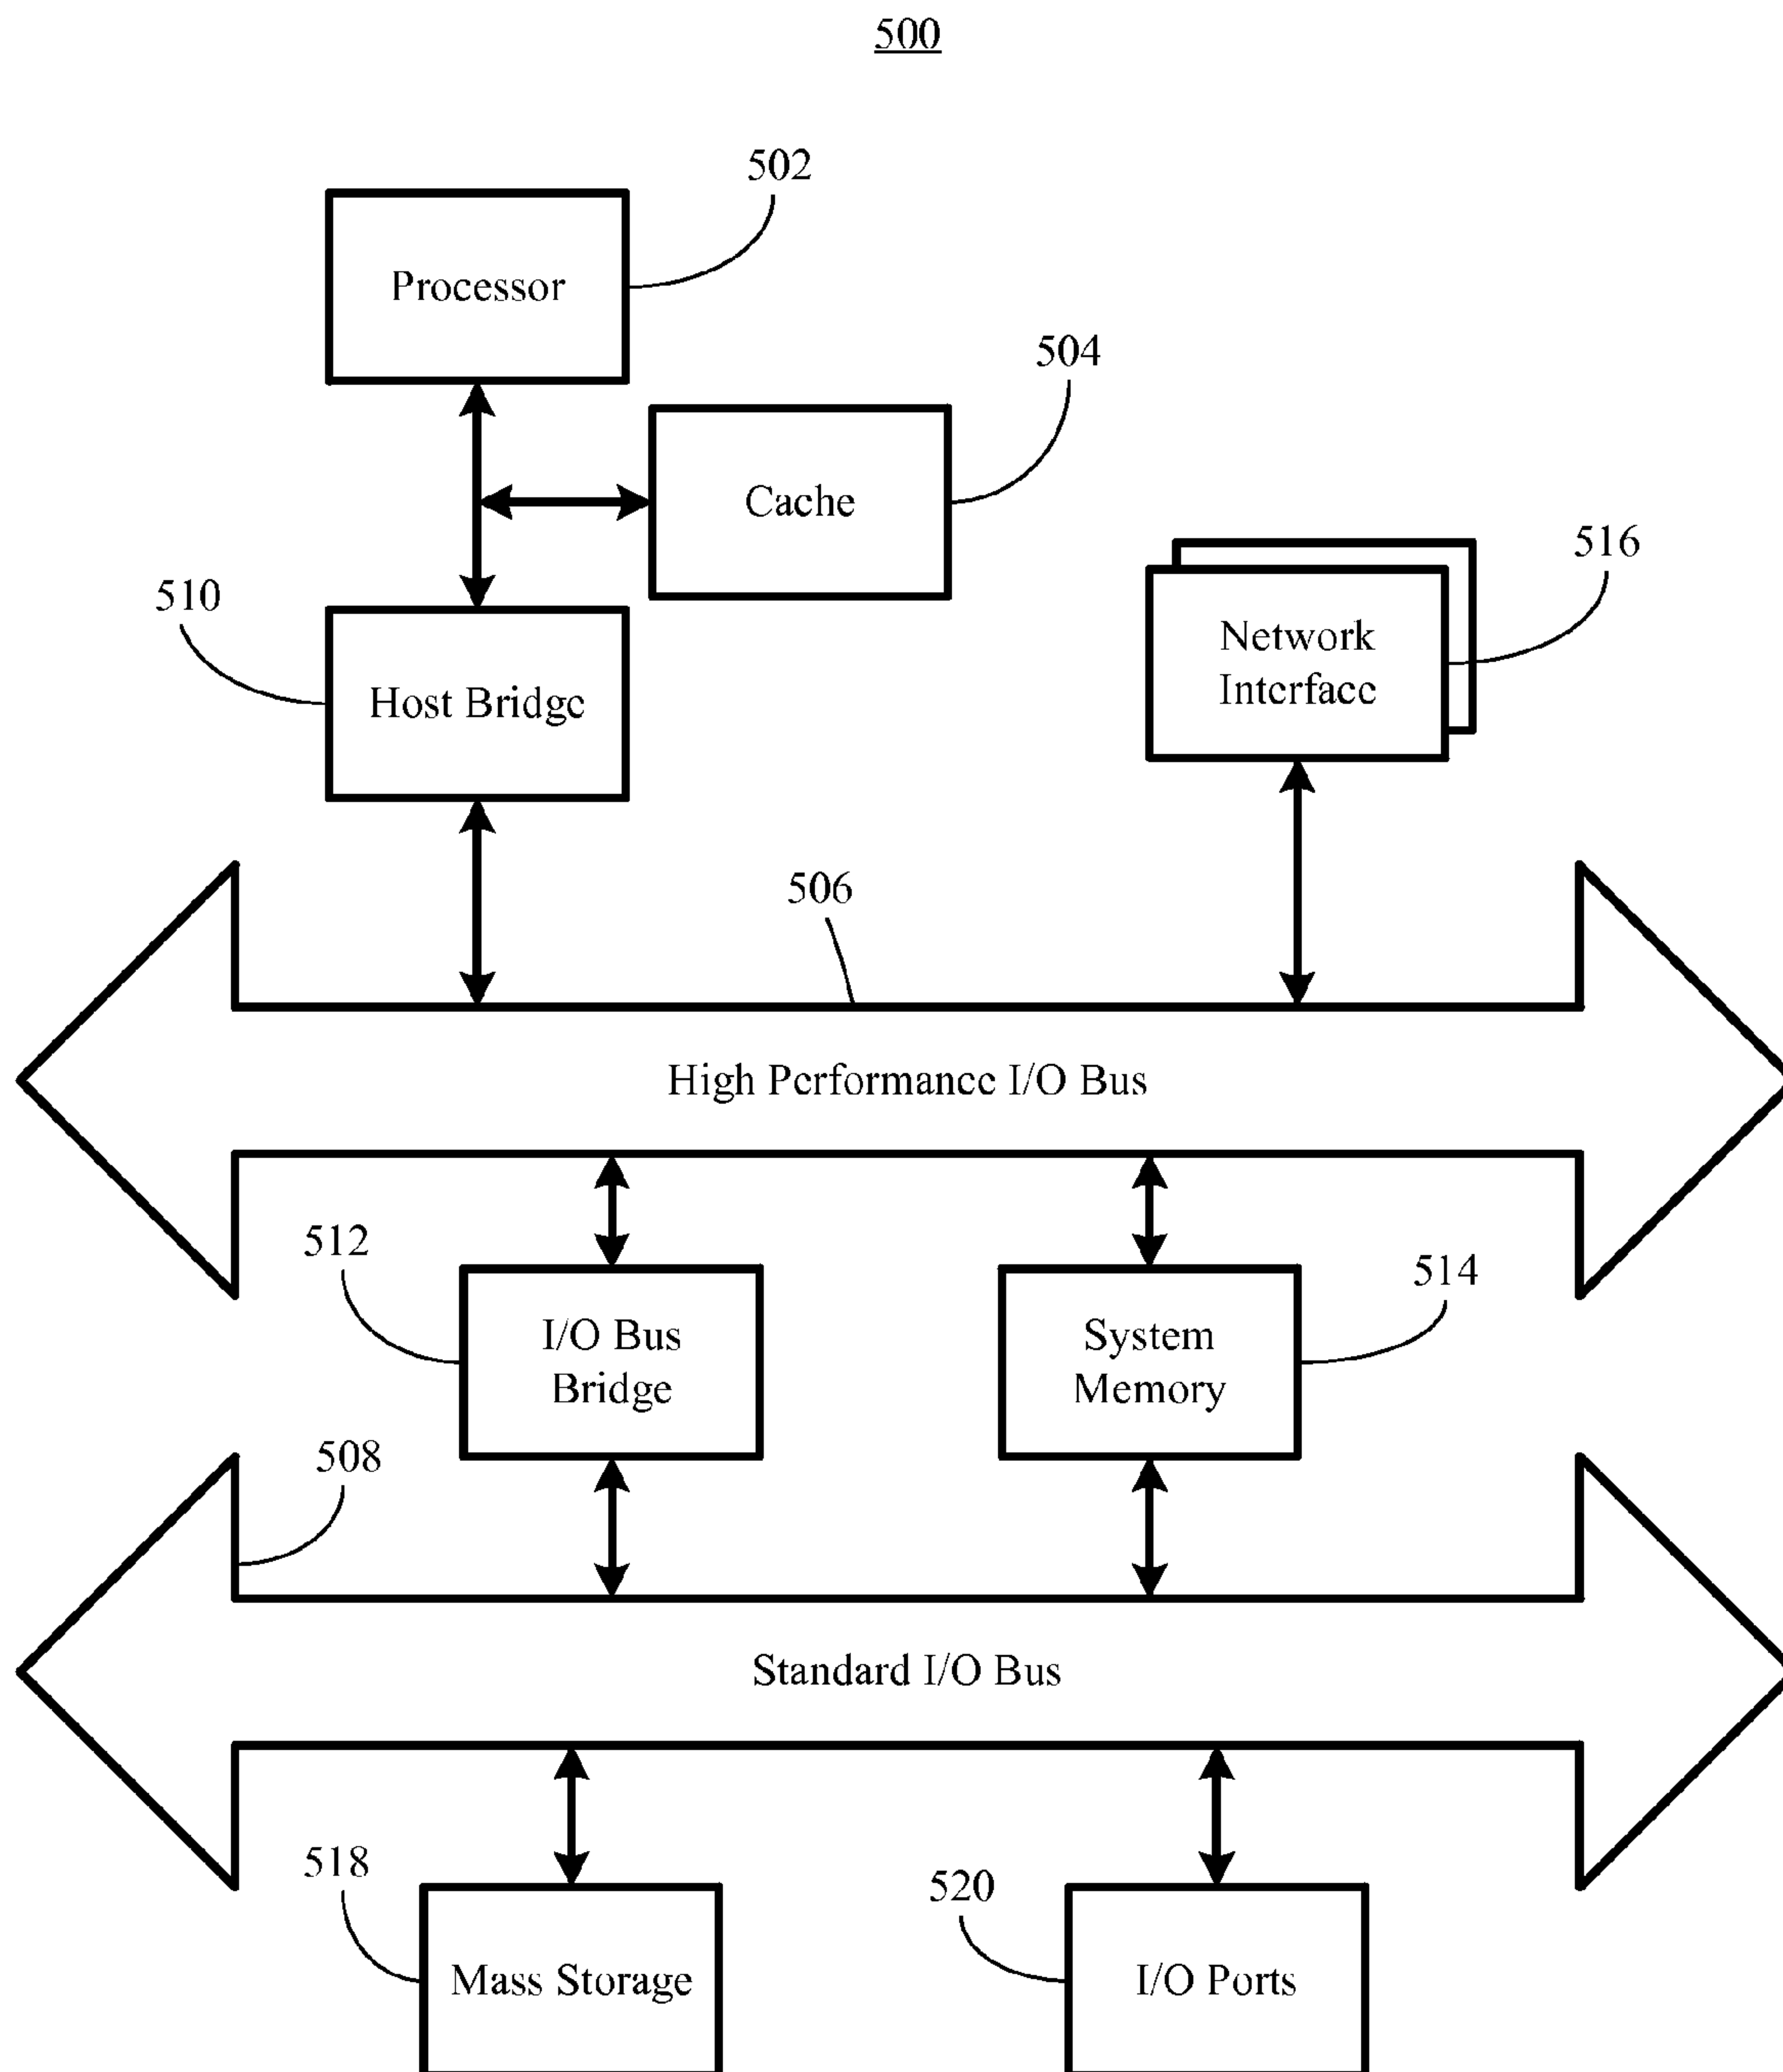 500
502
Processor
504
Cache
516
510
Network
Interface
Host Bridge
506
High Performance I/O Bus
512
514
I/O Bus
Bridge
System
Memory
508
Standard I/O Bus
518
520
Mass Storage
I/O Ports